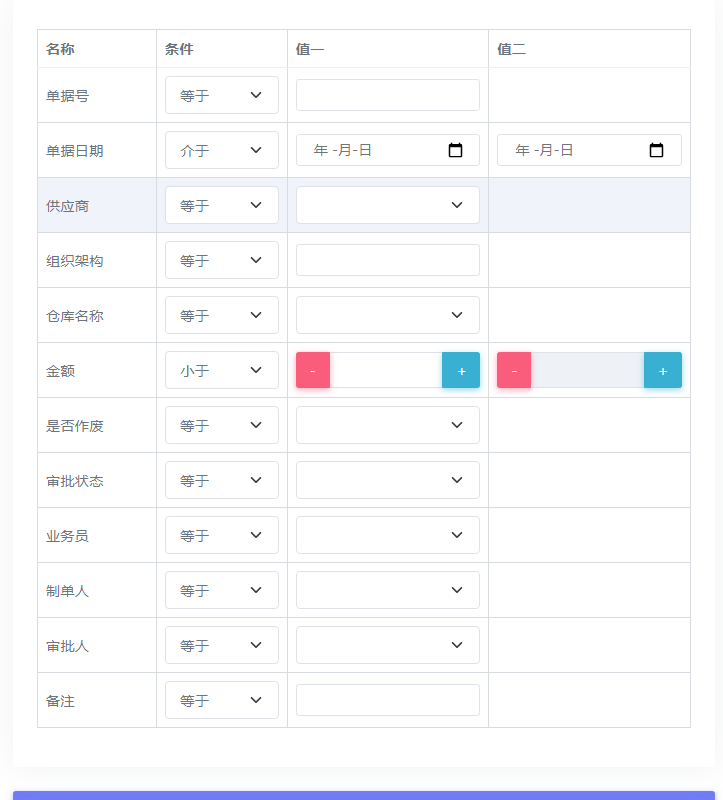 名称 条件 值一 值二
单据号 等于
单据日期 介于 年 -月-日 年 -月-日
供应商 等于
组织架构 等于
仓库名称 等于
金额 小于 - + - +
是否作废 等于
审批状态 等于
业务员 等于
制单人 等于
审批人 等于
备注 等于